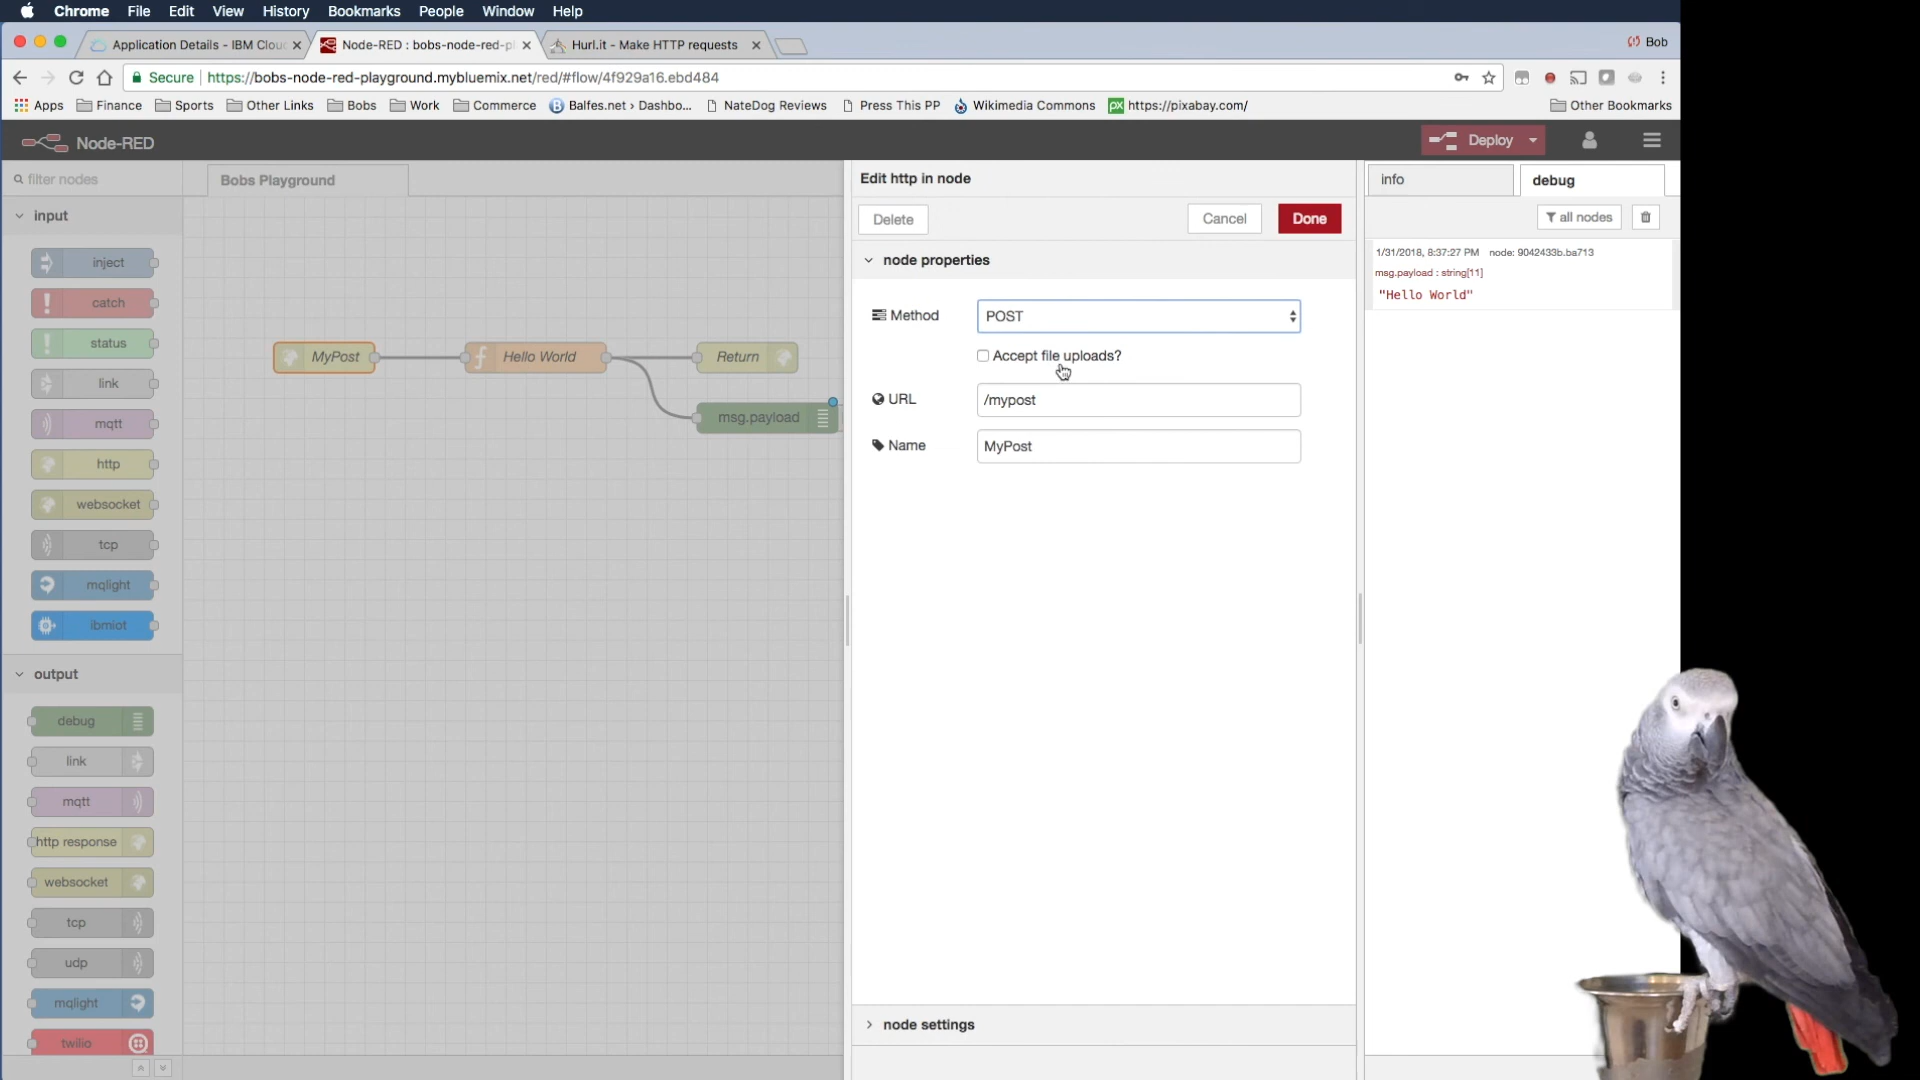 Chrome File Edit View History Bookmarks People Window Help
Application Details - IBM Clou
Node-RED : bobs-node-red-pl
Hurl.it - Make HTTP requests
Bob
Secure https://bobs-node-red-playground.mybluemix.net/red/#flow/4f929a16.ebd484
Apps Finance Sports Other Links Bobs Work Commerce Balfes.net › Dashbo... NateDog Reviews Press This PP Wikimedia Commons px https://pixabay.com/ Other Bookmarks
Node-RED
Deploy
filter nodes
Bobs Playground
Edit http in node
info
debug
Delete
Cancel
Done
all nodes
input
node properties
1/31/2018, 8:37:27 PM node: 9042433b.ba713
msg.payload : string[11]
"Hello World"
inject
catch
status
link
mqtt
http
websocket
tcp
mqlight
ibmiot
MyPost
Hello World
Return
msg.payload
Method
POST
Accept file uploads?
URL
/mypost
Name
MyPost
output
debug
link
mqtt
http response
websocket
tcp
udp
mqlight
twilio
node settings